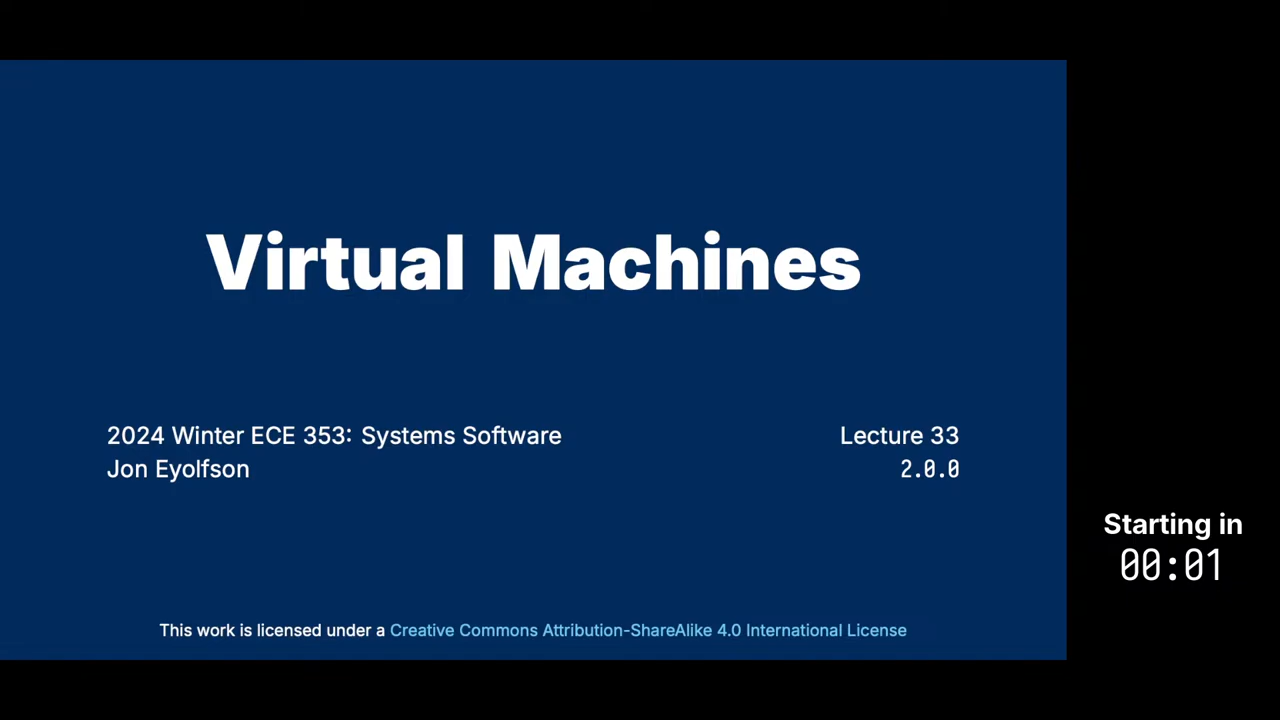 Virtual Machines
2024 Winter ECE 353: Systems Software
Jon Eyolfson
Lecture 33
2.0.0
Starting in
00:01
This work is licensed under a Creative Commons Attribution-ShareAlike 4.0 International License